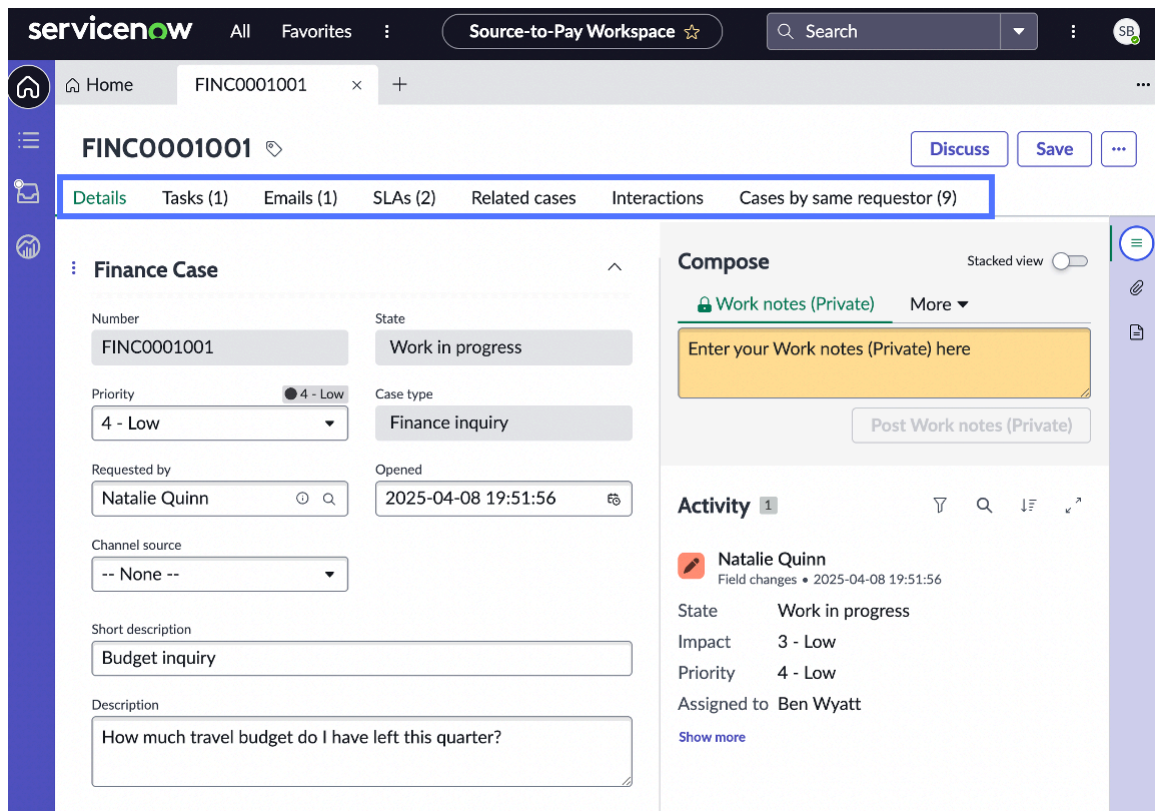 servicenow All Favorites Source-to-Pay Workspace Search SB
Home FINC0001001
FINC0001001 Discuss Save
Details Tasks (1) Emails (1) SLAs (2) Related cases Interactions Cases by same requestor (9)
Finance Case
Number State
FINC0001001 Work in progress
Priority 4 - Low Case type
4 - Low Finance inquiry
Requested by Opened
Natalie Quinn 2025-04-08 19:51:56
Channel source
-- None --
Short description
Budget inquiry
Description
How much travel budget do I have left this quarter?
Compose Stacked view
Work notes (Private) More
Enter your Work notes (Private) here
Post Work notes (Private)
Activity 1
Natalie Quinn
Field changes • 2025-04-08 19:51:56
State Work in progress
Impact 3 - Low
Priority 4 - Low
Assigned to Ben Wyatt
Show more